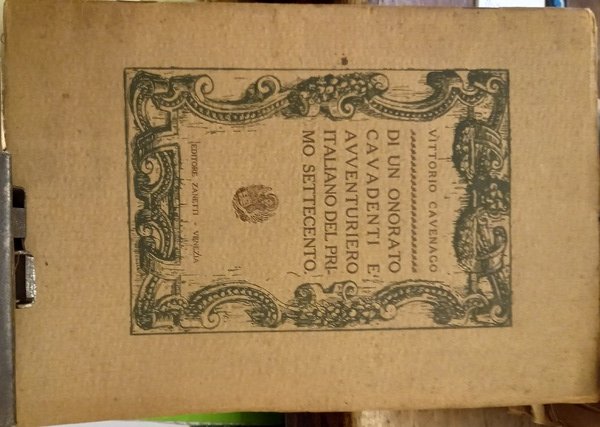 VITTORIO CAVENAGO
DI UN ONORATO
CAVADENTI E
AVVENTURIERO
ITALIANO DEL PRI-
MO SETTECENTO.
EDITORE ZANETTI - VENEZIA